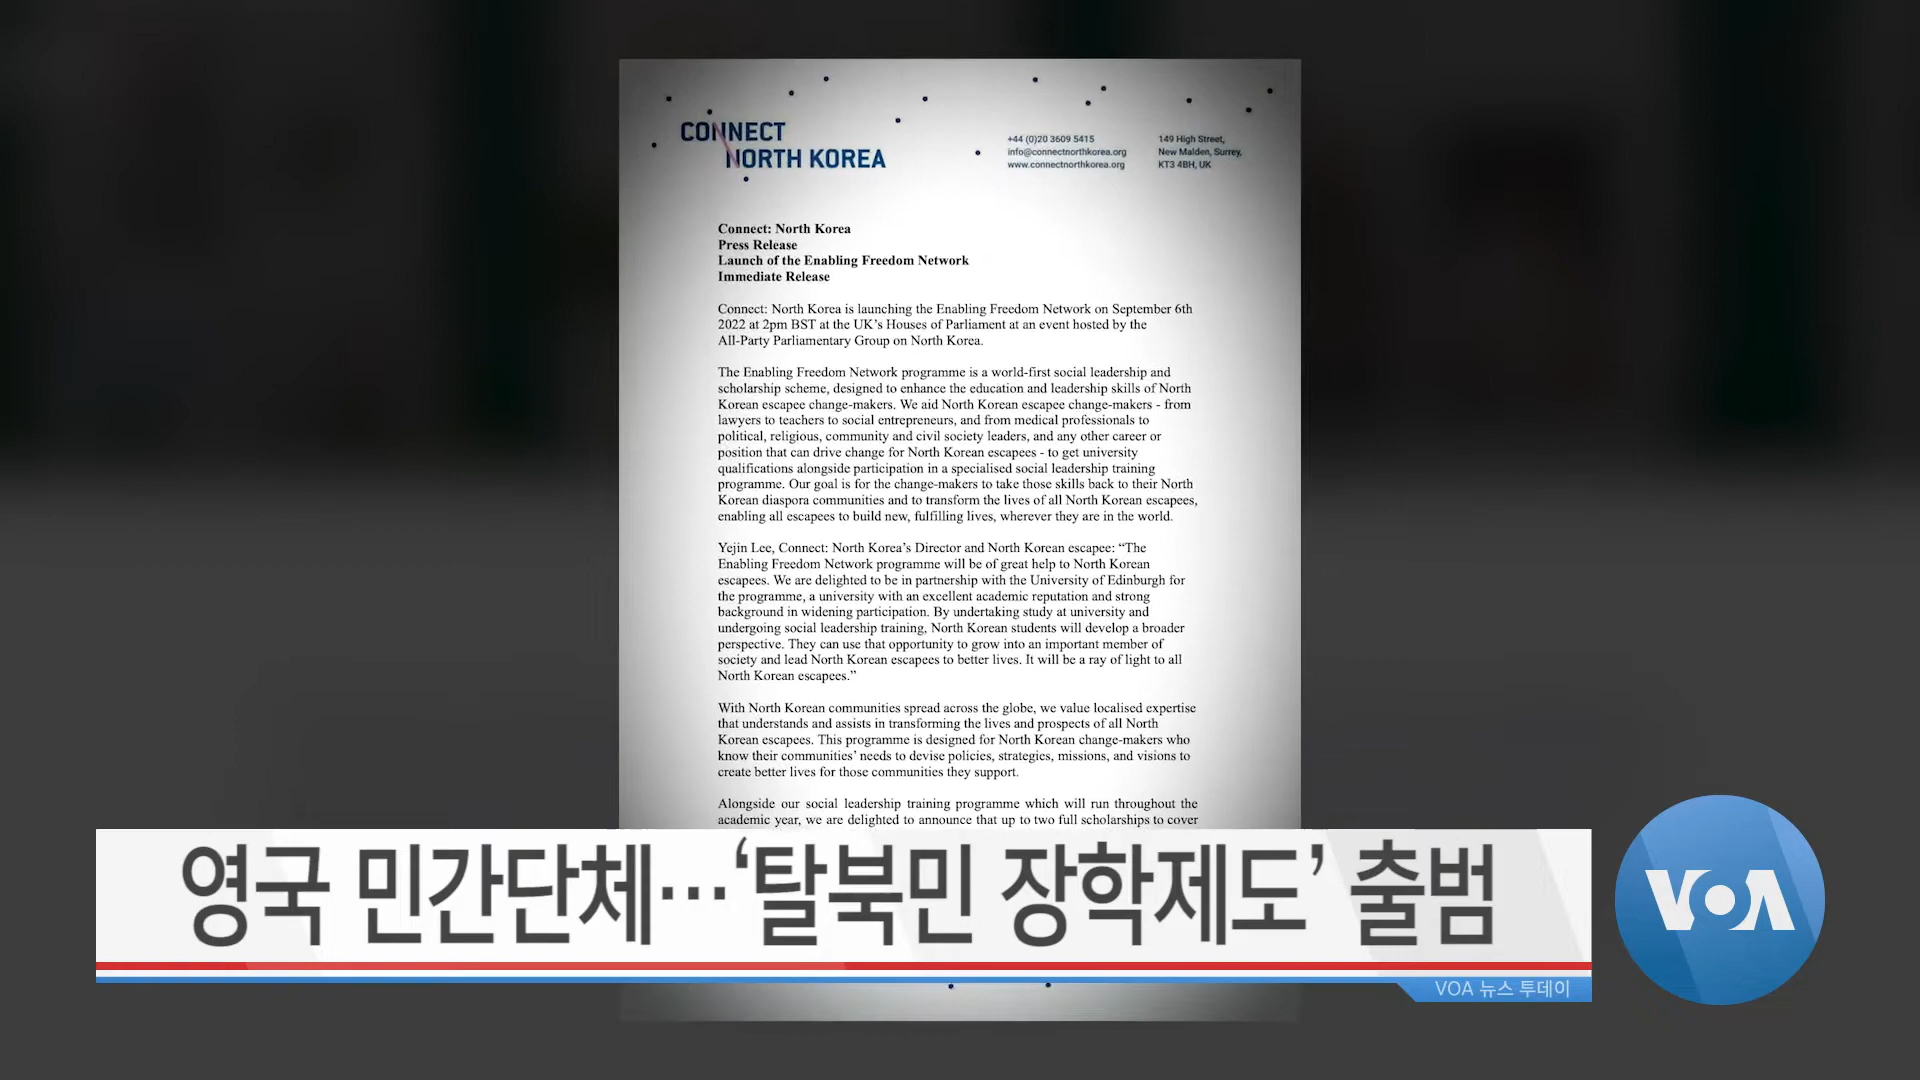 CONNECT
NORTH KOREA
+44 (0)20 3609 5415
info@connectnorthkorea.org
www.connectnorthkorea.org
149 High Street,
New Malden, Surrey,
KT3 4BH, UK
Connect: North Korea
Press Release
Launch of the Enabling Freedom Network
Immediate Release
Connect: North Korea is launching the Enabling Freedom Network on September 6th
2022 at 2pm BST at the UK’s Houses of Parliament at an event hosted by the
All-Party Parliamentary Group on North Korea.
The Enabling Freedom Network programme is a world-first social leadership and
scholarship scheme, designed to enhance the education and leadership skills of North
Korean escapee change-makers. We aid North Korean escapee change-makers - from
lawyers to teachers to social entrepreneurs, and from medical professionals to
political, religious, community and civil society leaders, and any other career or
position that can drive change for North Korean escapees - to get university
qualifications alongside participation in a specialised social leadership training
programme. Our goal is for the change-makers to take those skills back to their North
Korean diaspora communities and to transform the lives of all North Korean escapees,
enabling all escapees to build new, fulfilling lives, wherever they are in the world.
Yejin Lee, Connect: North Korea’s Director and North Korean escapee: “The
Enabling Freedom Network programme will be of great help to North Korean
escapees. We are delighted to be in partnership with the University of Edinburgh for
the programme, a university with an excellent academic reputation and strong
background in widening participation. By undertaking study at university and
undergoing social leadership training, North Korean students will develop a broader
perspective. They can use that opportunity to grow into an important member of
society and lead North Korean escapees to better lives. It will be a ray of light to all
North Korean escapees.”
With North Korean communities spread across the globe, we value localised expertise
that understands and assists in transforming the lives and prospects of all North
Korean escapees. This programme is designed for North Korean change-makers who
know their communities’ needs to devise policies, strategies, missions, and visions to
create better lives for those communities they support.
Alongside our social leadership training programme which will run throughout the
academic year, we are delighted to announce that up to two full scholarships to cover
영국 민간단체…‘탈북민 장학제도’ 출범
VOA
VOA 뉴스 투데이